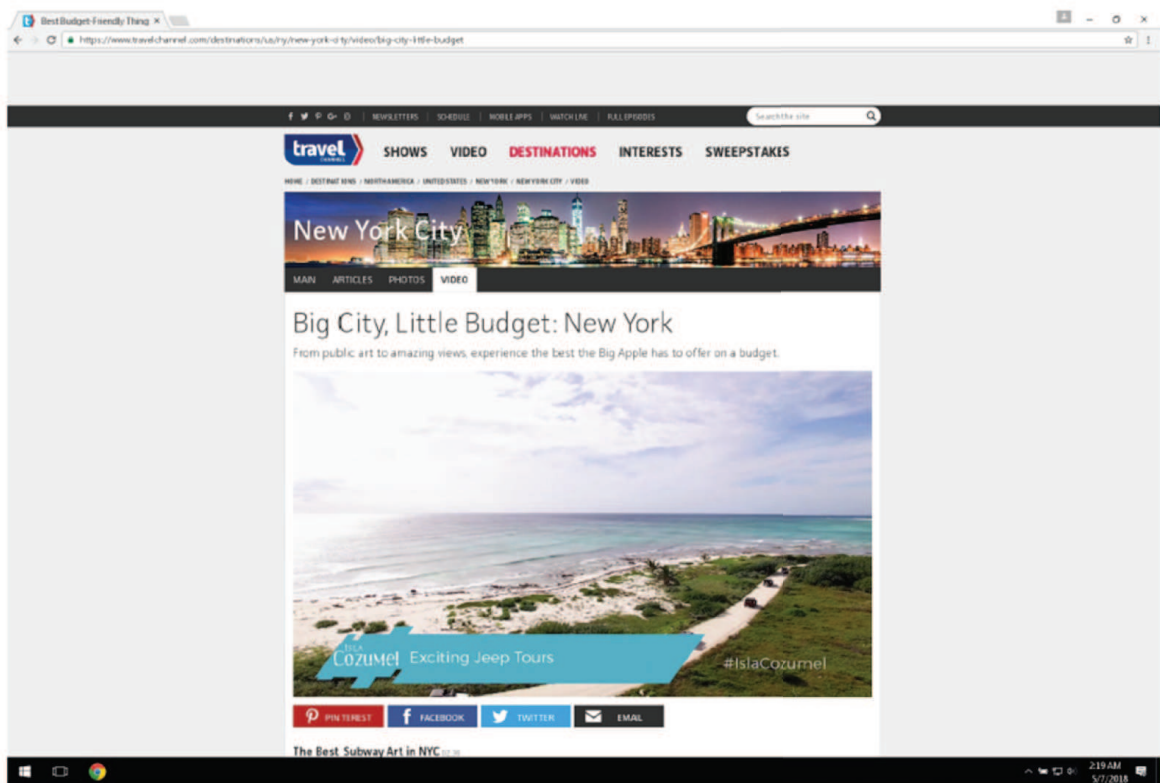 Best Budget-Friendly Thing
https://www.travelchannel.com/destinations/us/ny/new-york-city/video/big-city-little-budget
NEWSLETTERS | SCHEDULE | MOBILE APPS | WATCH LIVE | FULL EPISODES
Search the site
travel CHANNEL
SHOWS VIDEO DESTINATIONS INTERESTS SWEEPSTAKES
HOME / DESTINATIONS / NORTH AMERICA / UNITED STATES / NEW YORK / NEW YORK CITY / VIDEO
New York City
MAIN ARTICLES PHOTOS VIDEO
Big City, Little Budget: New York
From public art to amazing views, experience the best the Big Apple has to offer on a budget.
ISLA
COZUMEL Exciting Jeep Tours
#IslaCozumel
PINTEREST FACEBOOK TWITTER EMAIL
The Best Subway Art in NYC
2:19 AM
5/7/2018